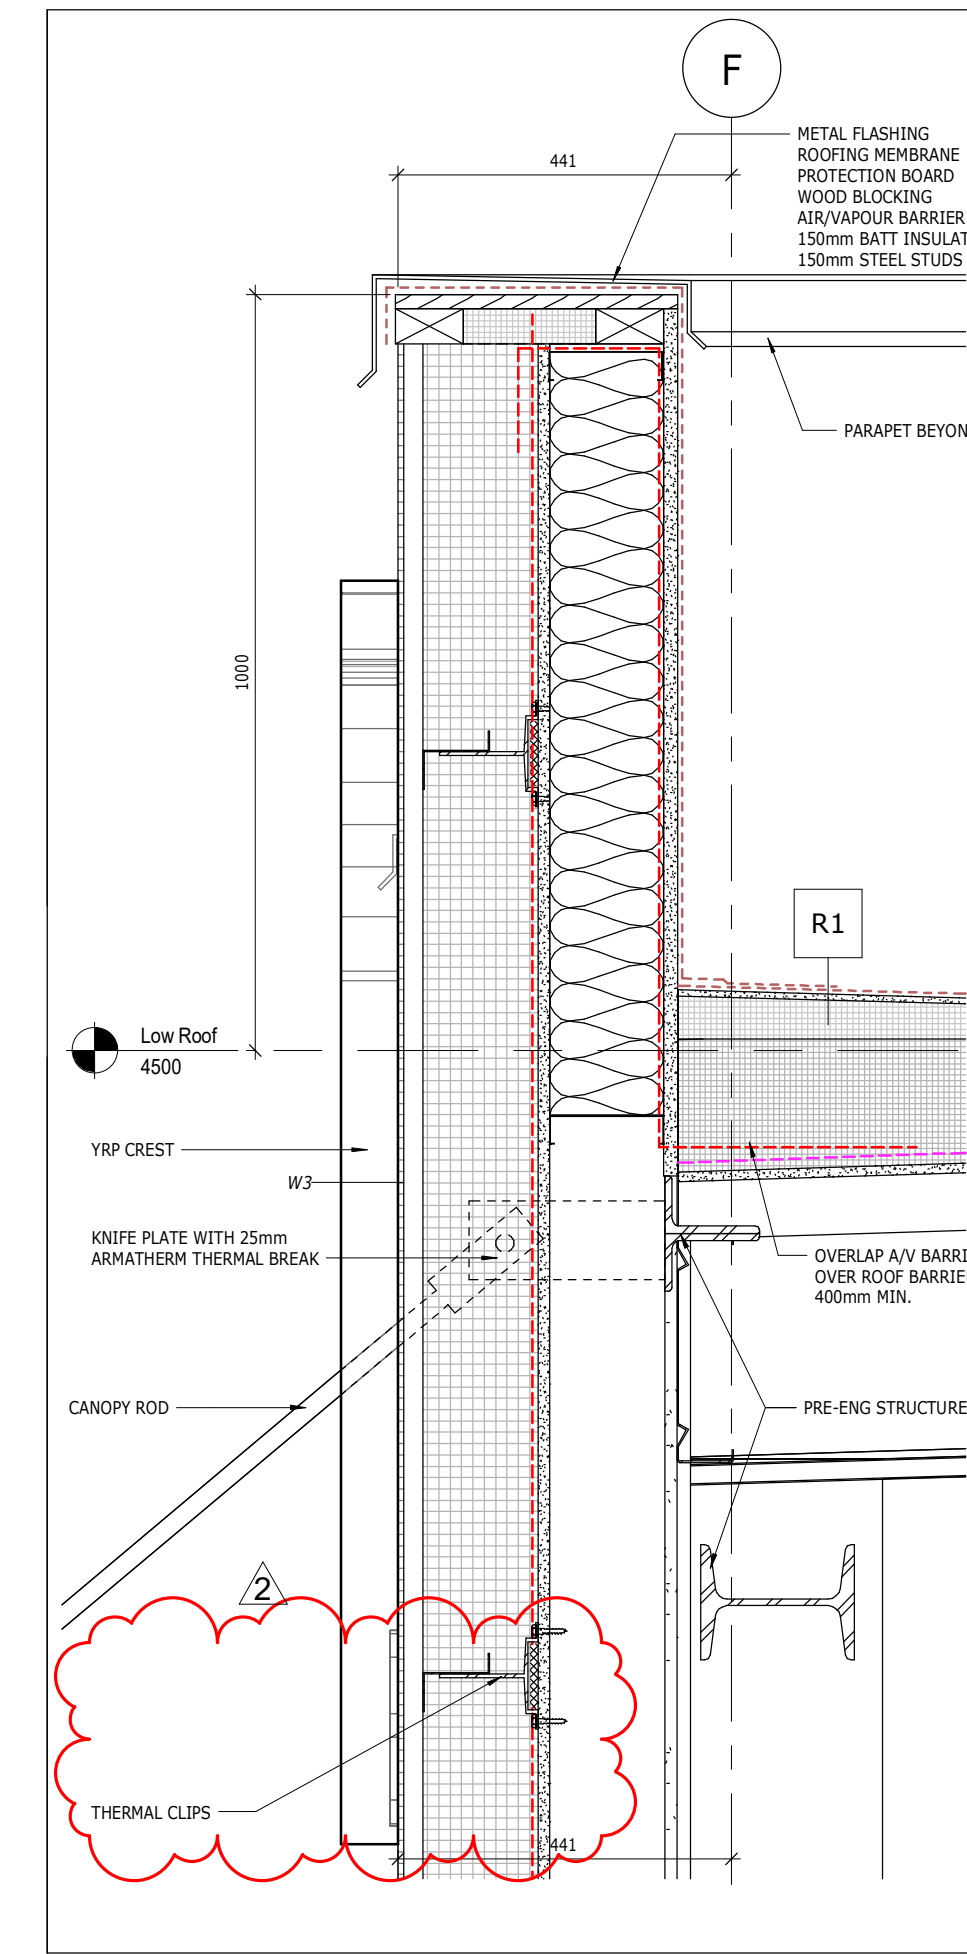 F
441
METAL FLASHING
ROOFING MEMBRANE
PROTECTION BOARD
WOOD BLOCKING
AIR/VAPOUR BARRIER
150mm BATT INSULAT
150mm STEEL STUDS
PARAPET BEYON
1000
R1
Low Roof
4500
YRP CREST
W3
KNIFE PLATE WITH 25mm
ARMATHERM THERMAL BREAK
OVERLAP A/V BARRI
OVER ROOF BARRIE
400mm MIN.
CANOPY ROD
PRE-ENG STRUCTURE
2
THERMAL CLIPS
441